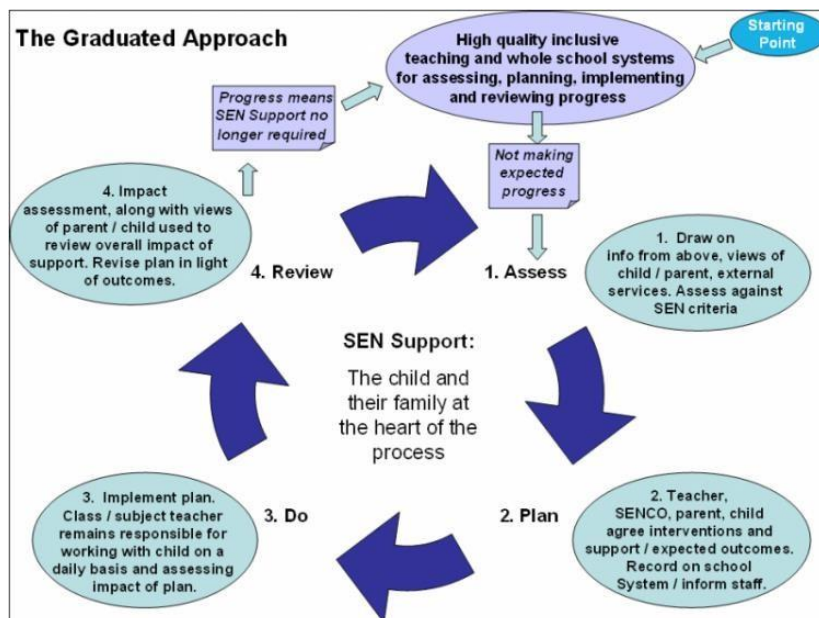 The Graduated Approach
Starting
Point
High quality inclusive
teaching and whole school systems
for assessing, planning, implementing
and reviewing progress
Progress means
SEN Support no
longer required
Not making
expected
progress
4. Impact
assessment, along with views
of parent / child used to
review overall impact of
support. Revise plan in light
of outcomes.
4. Review
1. Assess
1. Draw on
info from above, views of
child / parent, external
services. Assess against
SEN criteria
SEN Support:
The child and
their family at
the heart of the
process
3. Implement plan.
Class / subject teacher
remains responsible for
working with child on a
daily basis and assessing
impact of plan.
3. Do
2. Plan
2. Teacher,
SENCO, parent, child
agree interventions and
support / expected outcomes.
Record on school
System / inform staff.